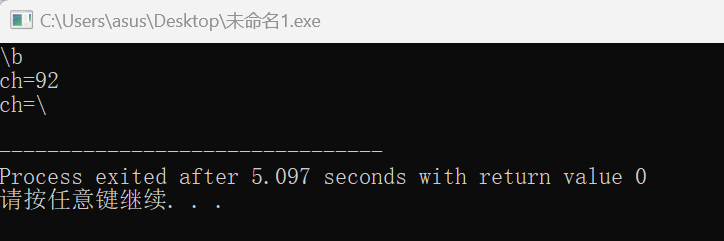 C:\Users\asus\Desktop\未命名1.exe
\b
ch=92
ch=\
--------------------------------
Process exited after 5.097 seconds with return value 0
请按任意键继续. . .